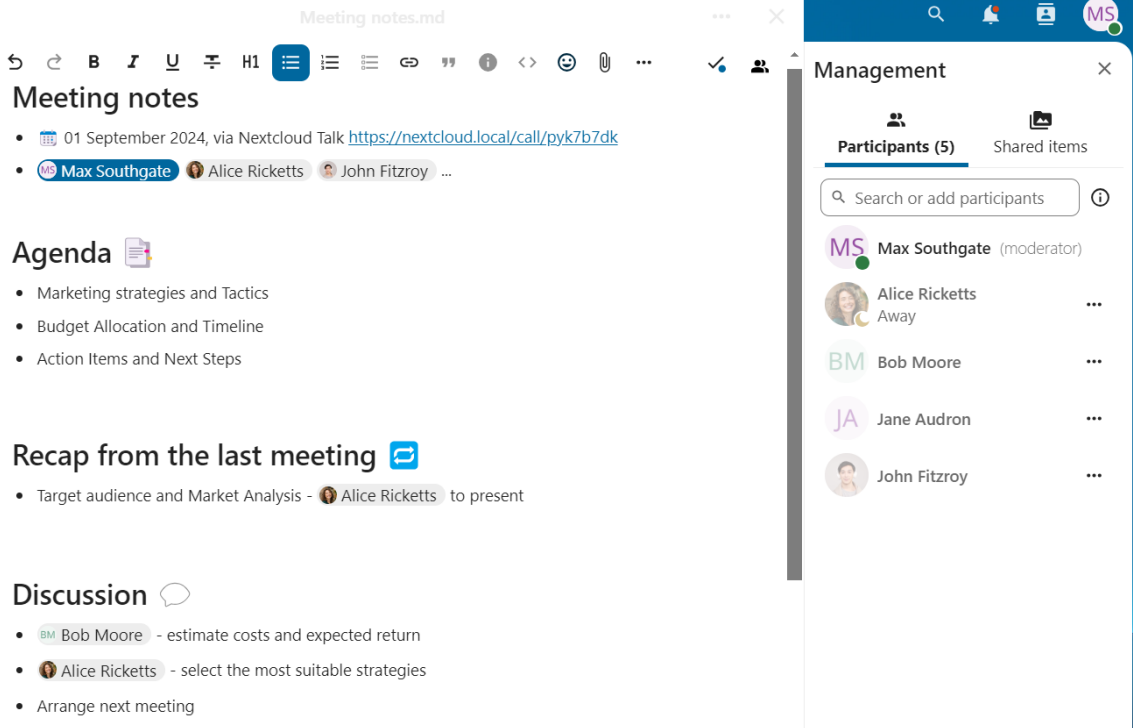 Meeting notes.md
MS
H1
Meeting notes
01 September 2024, via Nextcloud Talk https://nextcloud.local/call/pyk7b7dk
MS Max Southgate Alice Ricketts John Fitzroy ...
Agenda
Marketing strategies and Tactics
Budget Allocation and Timeline
Action Items and Next Steps
Recap from the last meeting
Target audience and Market Analysis - Alice Ricketts to present
Discussion
BM Bob Moore - estimate costs and expected return
Alice Ricketts - select the most suitable strategies
Arrange next meeting
Management
Participants (5) Shared items
Search or add participants
MS Max Southgate (moderator)
Alice Ricketts
Away
BM Bob Moore
JA Jane Audron
John Fitzroy